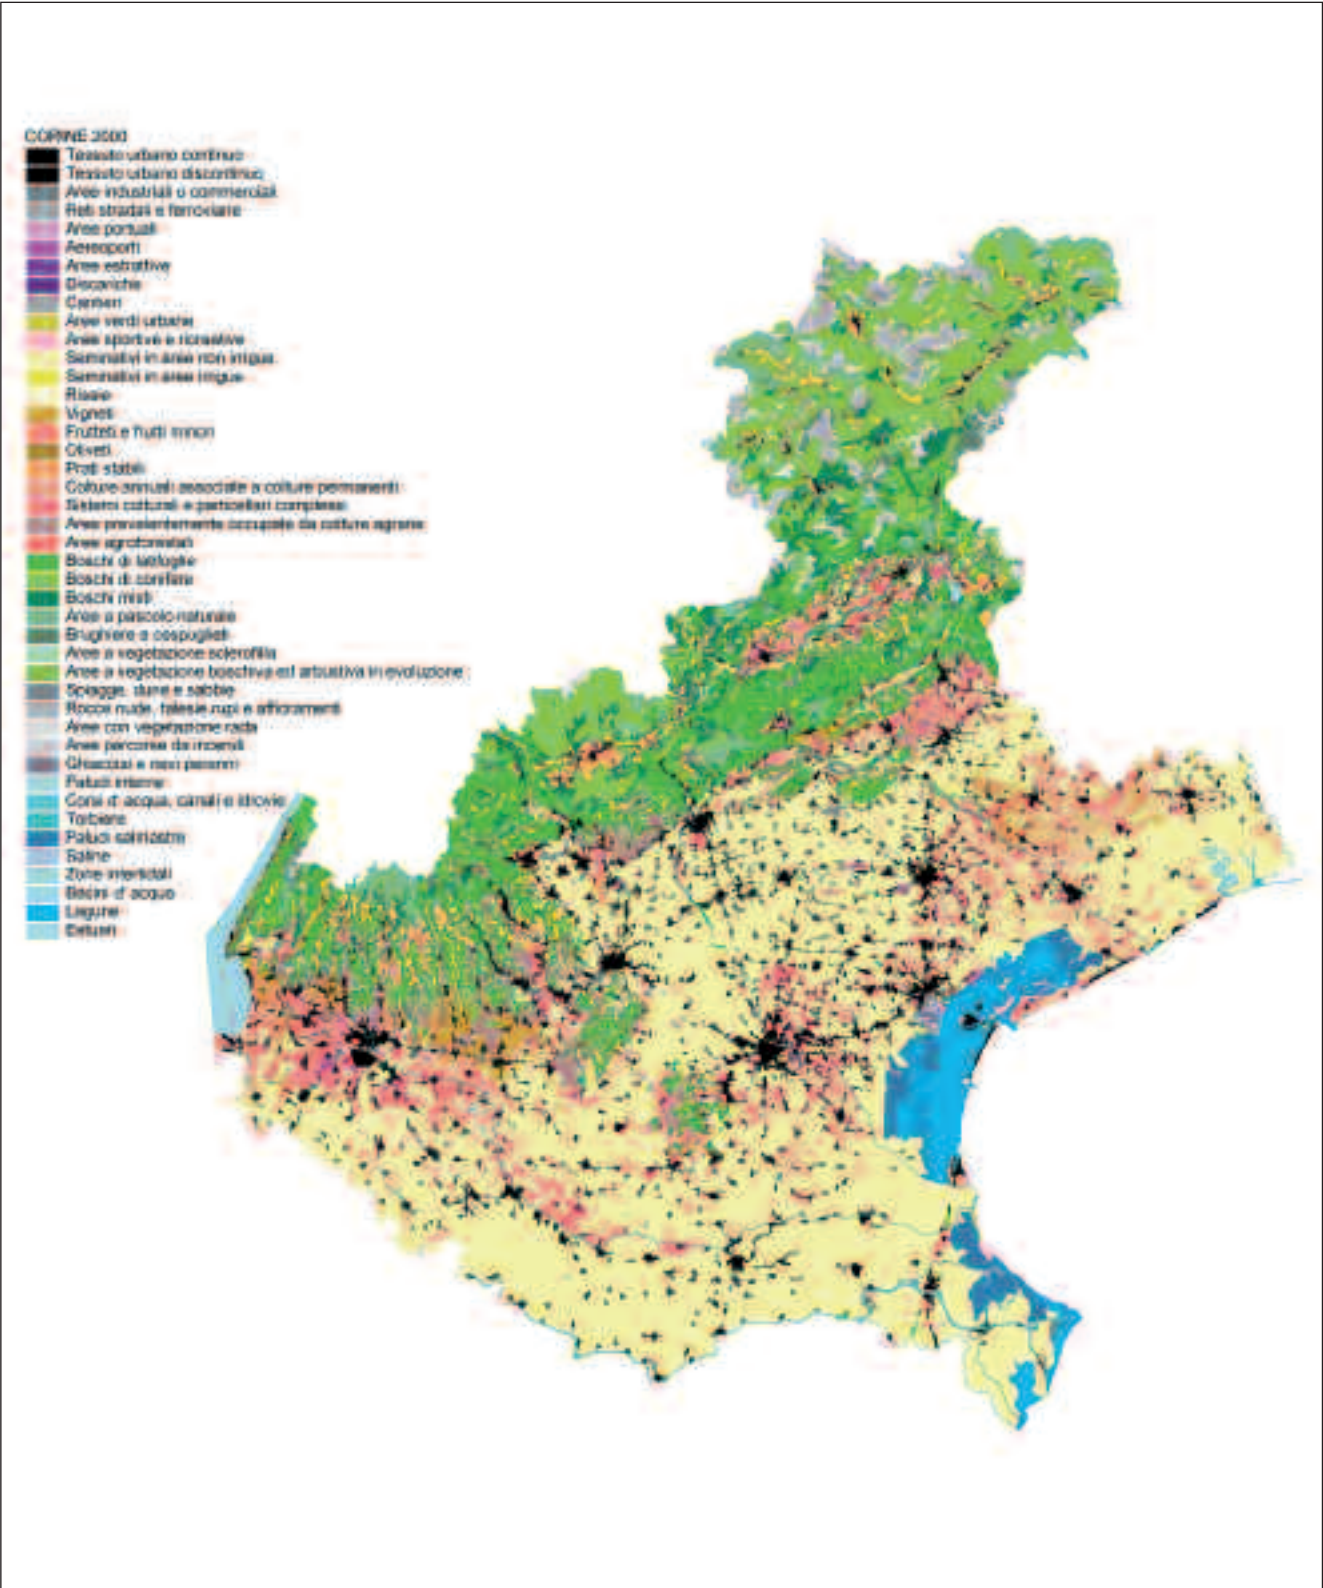 CORINE 2000
Tessuto urbano continuo
Tessuto urbano discontinuo
Aree industriali o commerciali
Reti stradali e ferroviarie
Aree portuali
Aereoporti
Aree estrattive
Discariche
Cantieri
Aree verdi urbane
Aree sportive e ricreative
Seminativi in aree non irrigue
Seminativi in aree irrigue
Risaie
Vigneti
Frutteti e frutti minori
Oliveti
Prati stabili
Colture annuali associate a colture permanenti
Sistemi colturali e particellari complessi
Aree prevalentemente occupate da colture agrarie
Aree agroforestali
Boschi di latifoglie
Boschi di conifere
Boschi misti
Aree a pascolo naturale
Brughiere e cespuglieti
Aree a vegetazione sclerofilla
Aree a vegetazione boschiva ed arbustiva in evoluzione
Spiagge, dune e sabbie
Rocce nude, falesie, rupi e affioramenti
Aree con vegetazione rada
Aree percorse da incendi
Ghiacciai e nevi perenni
Paludi interne
Corsi d'acqua, canali e idrovie
Torbiere
Paludi salmastre
Saline
Zone intertidali
Bacini d'acqua
Lagune
Estuari